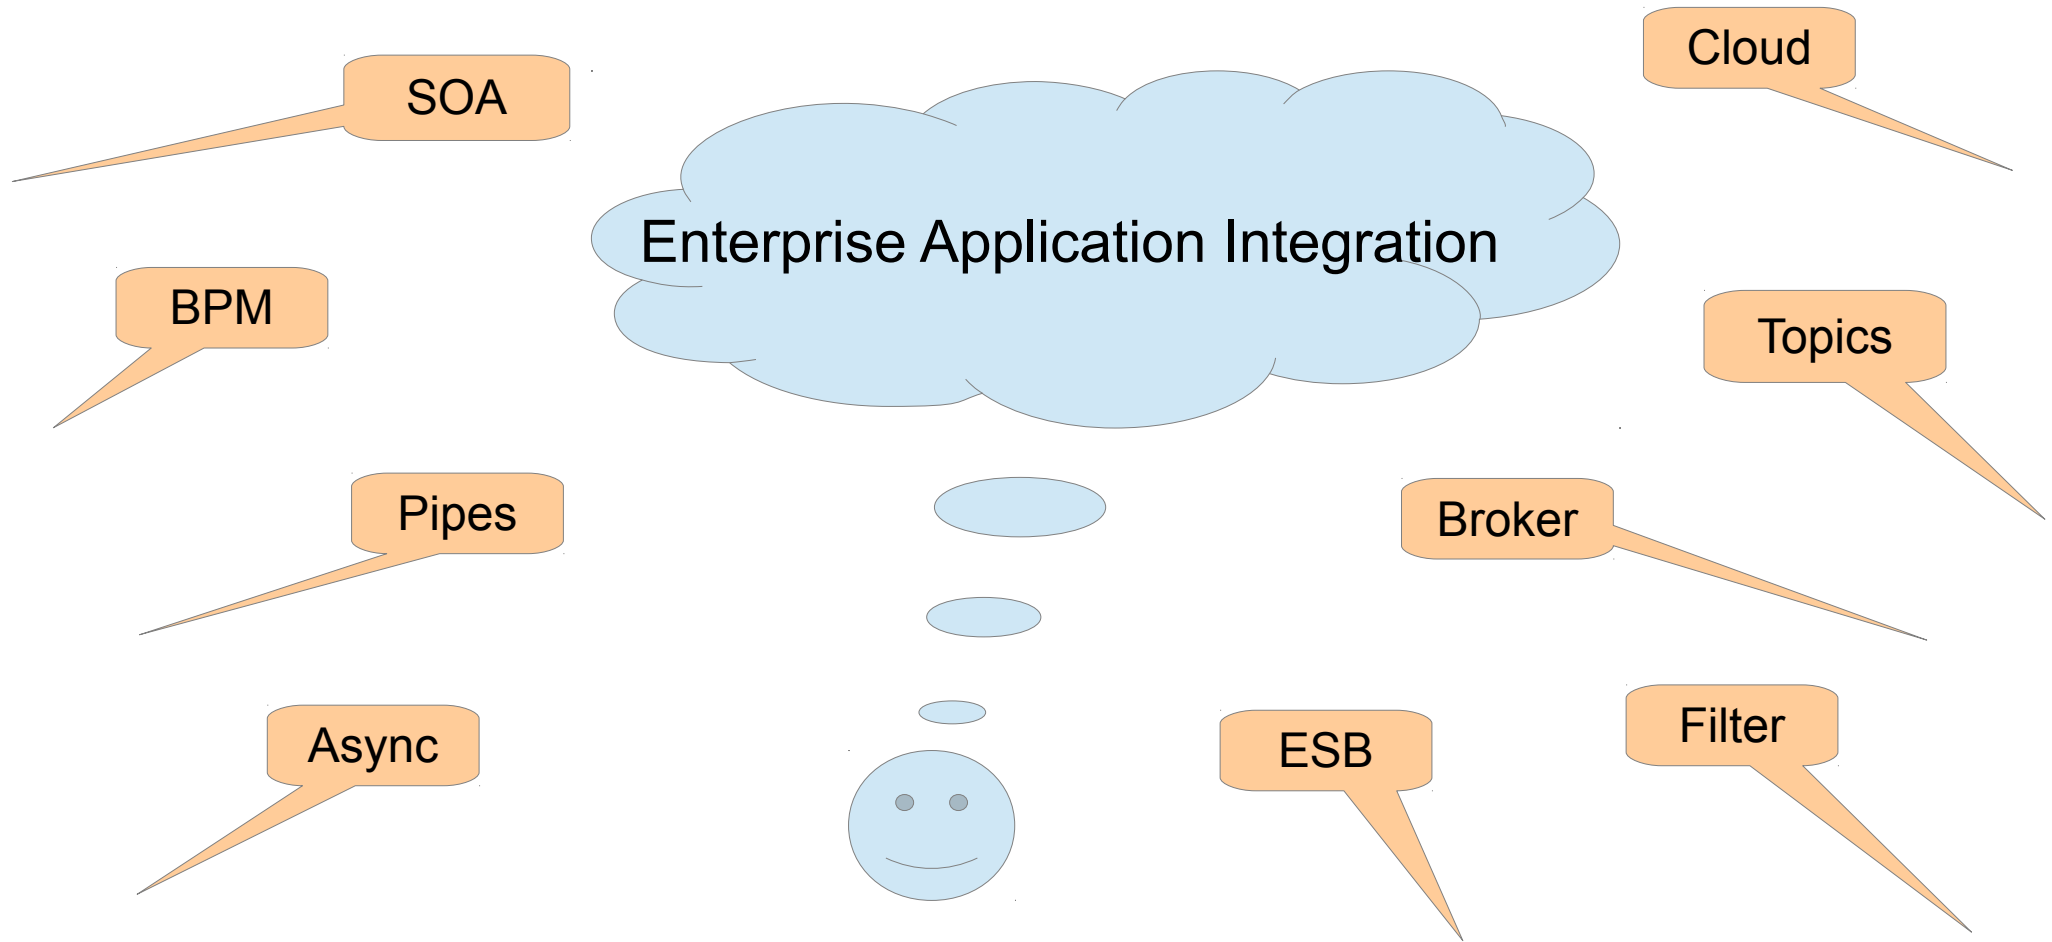 Cloud
SOA
Enterprise Application Integration
BPM
Topics
Pipes
Broker
Async
ESB
Filter